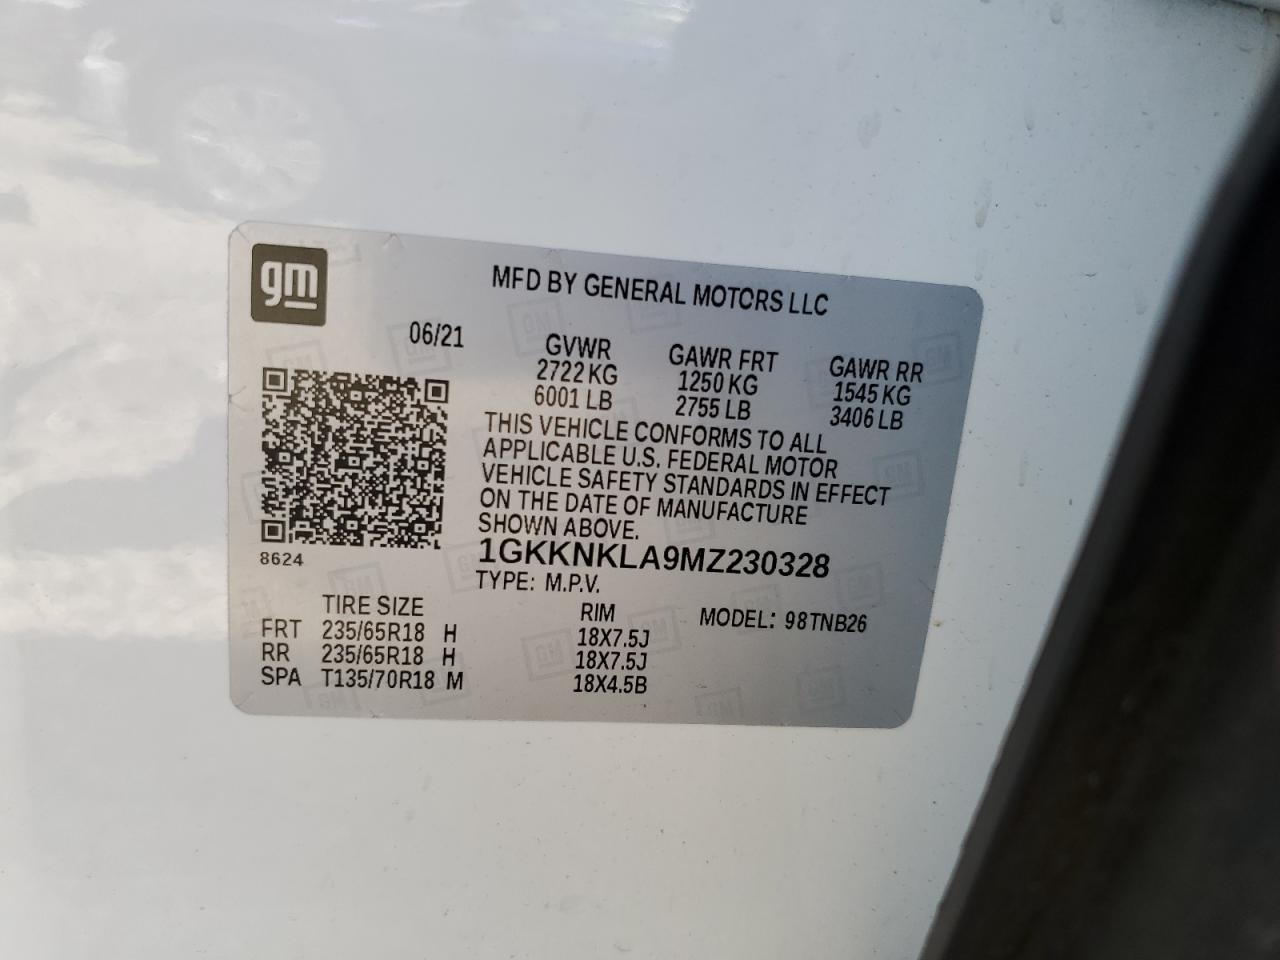 gm
MFD BY GENERAL MOTORS LLC
06/21
GVWR GAWR FRT GAWR RR
2722 KG 1250 KG 1545 KG
6001 LB 2755 LB 3406 LB
THIS VEHICLE CONFORMS TO ALL
APPLICABLE U.S. FEDERAL MOTOR
VEHICLE SAFETY STANDARDS IN EFFECT
ON THE DATE OF MANUFACTURE
SHOWN ABOVE.
8624
1GKKNKLA9MZ230328
TYPE: M.P.V.
TIRE SIZE RIM MODEL: 98TNB26
FRT 235/65R18 H 18X7.5J
RR 235/65R18 H 18X7.5J
SPA T135/70R18 M 18X4.5B